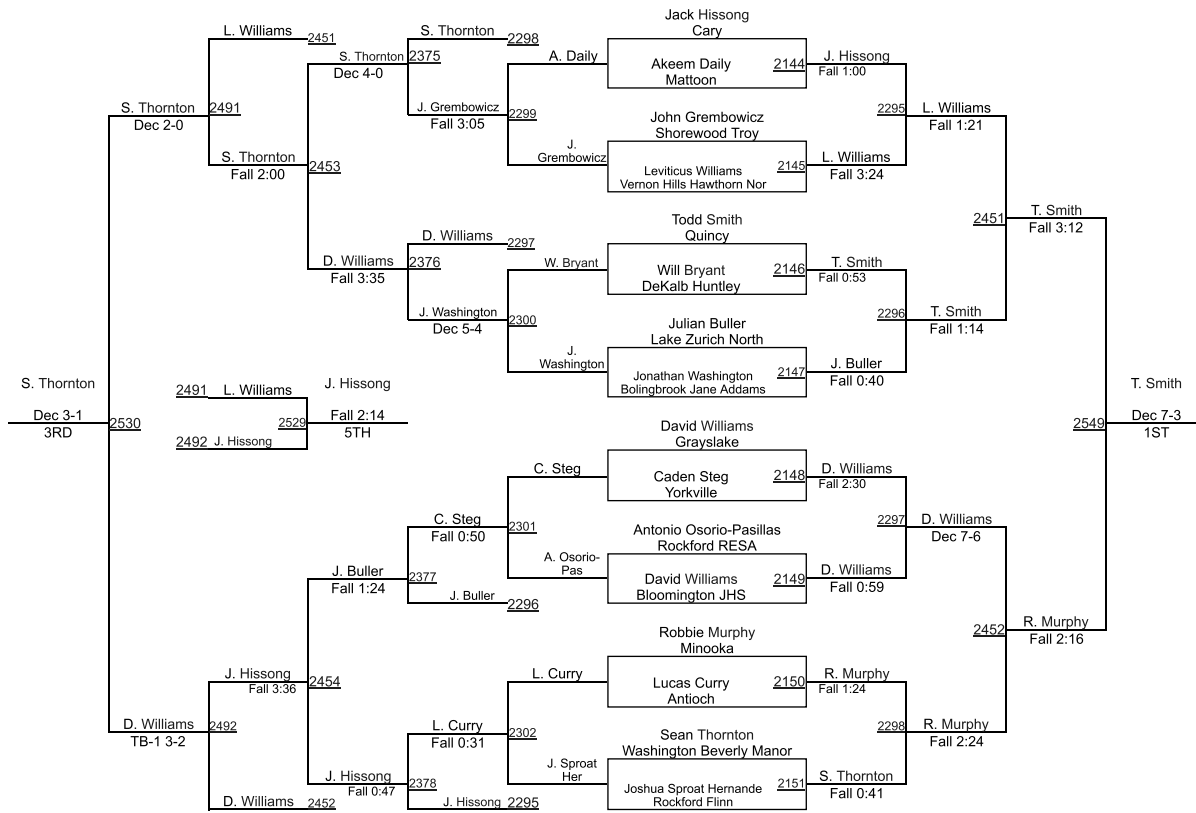 Jack Hissong
Cary
L. Williams
2451
S. Thornton
2298
S. Thornton
2375
Dec 4-0
A. Daily
Akeem Daily
Mattoon
2144
J. Hissong
Fall 1:00
S. Thornton
2491
Dec 2-0
J. Grembowicz
Fall 3:05
2299
John Grembowicz
Shorewood Troy
2295
L. Williams
Fall 1:21
S. Thornton
Fall 2:00
2453
J.
Grembowicz
Leviticus Williams
Vernon Hills Hawthorn Nor
2145
L. Williams
Fall 3:24
Todd Smith
Quincy
2451
T. Smith
Fall 3:12
D. Williams
2297
D. Williams
2376
Fall 3:35
W. Bryant
Will Bryant
DeKalb Huntley
2146
T. Smith
Fall 0:53
J. Washington
Dec 5-4
2300
Julian Buller
Lake Zurich North
2296
T. Smith
Fall 1:14
J.
Washington
Jonathan Washington
Bolingbrook Jane Addams
2147
J. Buller
Fall 0:40
S. Thornton
Dec 3-1
3RD
2530
2491
L. Williams
2492
J. Hissong
2529
J. Hissong
Fall 2:14
5TH
David Williams
Grayslake
2549
T. Smith
Dec 7-3
1ST
C. Steg
Caden Steg
Yorkville
2148
D. Williams
Fall 2:30
C. Steg
Fall 0:50
2301
Antonio Osorio-Pasillas
Rockford RESA
2297
D. Williams
Dec 7-6
J. Buller
Fall 1:24
2377
J. Buller
2296
A. Osorio-
Pas
David Williams
Bloomington JHS
2149
D. Williams
Fall 0:59
Robbie Murphy
Minooka
2452
R. Murphy
Fall 2:16
J. Hissong
Fall 3:36
2454
L. Curry
Lucas Curry
Antioch
2150
R. Murphy
Fall 1:24
D. Williams
TB-1 3-2
2492
L. Curry
Fall 0:31
2302
Sean Thornton
Washington Beverly Manor
2298
R. Murphy
Fall 2:24
J. Hissong
Fall 0:47
2378
J. Sproat
Her
Joshua Sproat Hernande
Rockford Flinn
2151
S. Thornton
Fall 0:41
D. Williams
2452
J. Hissong
2295